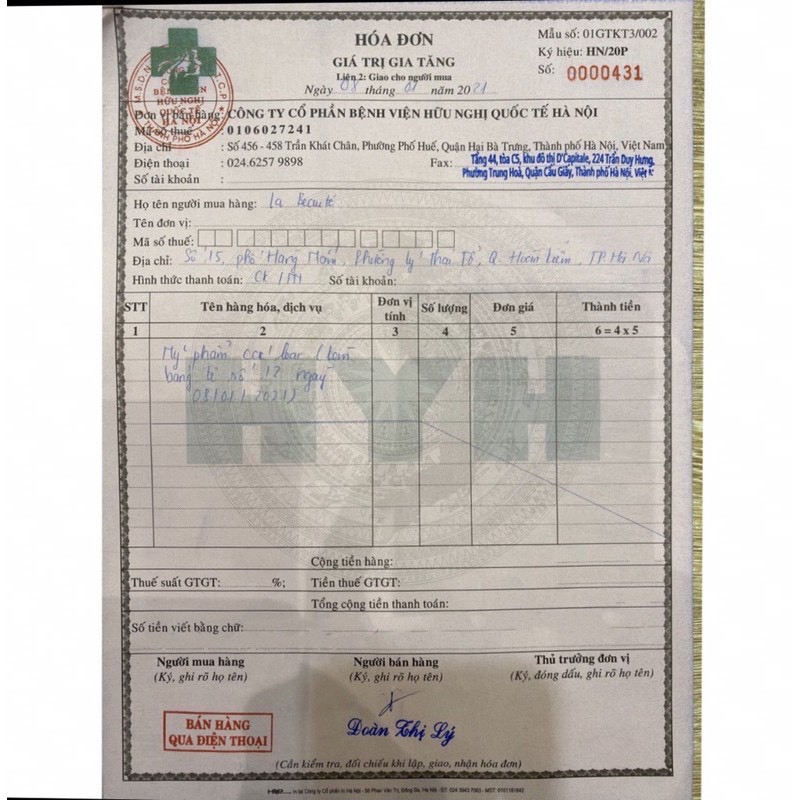 HÓA ĐƠN
GIÁ TRỊ GIA TĂNG
Liên 2: Giao cho người mua
Ngày 08 tháng 01 năm 2021
Mẫu số: 01GTKT3/002
Ký hiệu: HN/20P
Số: 0000431
BỆNH VIỆN
HỮU NGHỊ
QUỐC TẾ
HÀ NỘI
Đơn vị bán hàng: CÔNG TY CỔ PHẦN BỆNH VIỆN HỮU NGHỊ QUỐC TẾ HÀ NỘI
Mã số thuế : 0106027241
Địa chỉ : Số 456 - 458 Trần Khát Chân, Phường Phố Huế, Quận Hai Bà Trưng, Thành phố Hà Nội, Việt Nam
Điện thoại : 024.6257 9898 Fax:
Tầng 44, tòa C5, khu đô thị D'Capitale, 224 Trần Duy Hưng,
Phường Trung Hoà, Quận Cầu Giấy, Thành phố Hà Nội, Việt
Số tài khoản :
Họ tên người mua hàng: La Beauté
Tên đơn vị:
Mã số thuế:
Địa chỉ: Số 15, phố Hàng Mắm, Phường Lý Thái Tổ, Q. Hoàn Kiếm, TP. Hà Nội
Hình thức thanh toán: CK/TM Số tài khoản:
STT Tên hàng hóa, dịch vụ Đơn vị tính Số lượng Đơn giá Thành tiền
1 2 3 4 5 6 = 4 x 5
Mỹ phẩm các loại (
bảng kê số 12 ngày
08/01/2021)
HYH
Cộng tiền hàng:
Thuế suất GTGT: %; Tiền thuế GTGT:
Tổng cộng tiền thanh toán:
Số tiền viết bằng chữ:
Người mua hàng Người bán hàng Thủ trưởng đơn vị
(Ký, ghi rõ họ tên) (Ký, ghi rõ họ tên) (Ký, đóng dấu, ghi rõ họ tên)
BÁN HÀNG
QUA ĐIỆN THOẠI
Đoàn Thị Lý
(Cần kiểm tra, đối chiếu khi lập, giao, nhận hóa đơn)